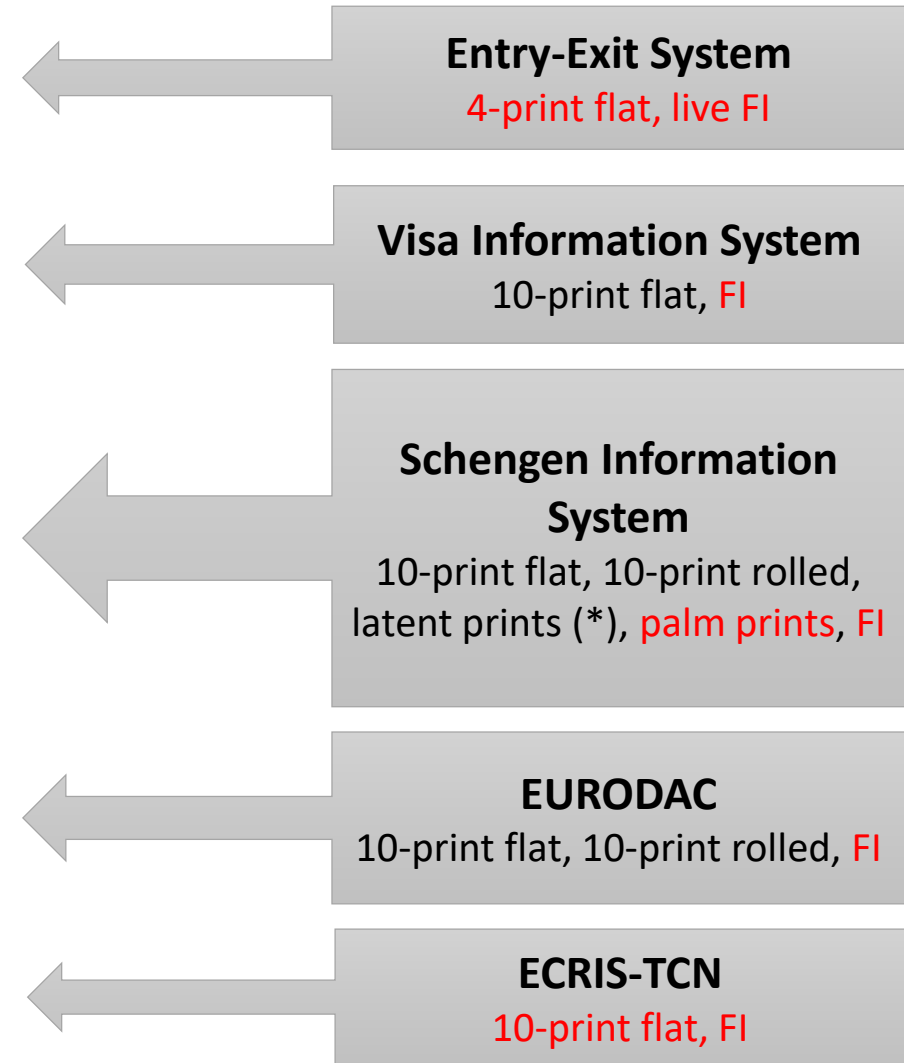 Entry-Exit System
4-print flat, live FI
Visa Information System
10-print flat, FI
Schengen Information
System
10-print flat, 10-print rolled,
latent prints (*), palm prints, FI
EURODAC
10-print flat, 10-print rolled, FI
ECRIS-TCN
10-print flat, FI